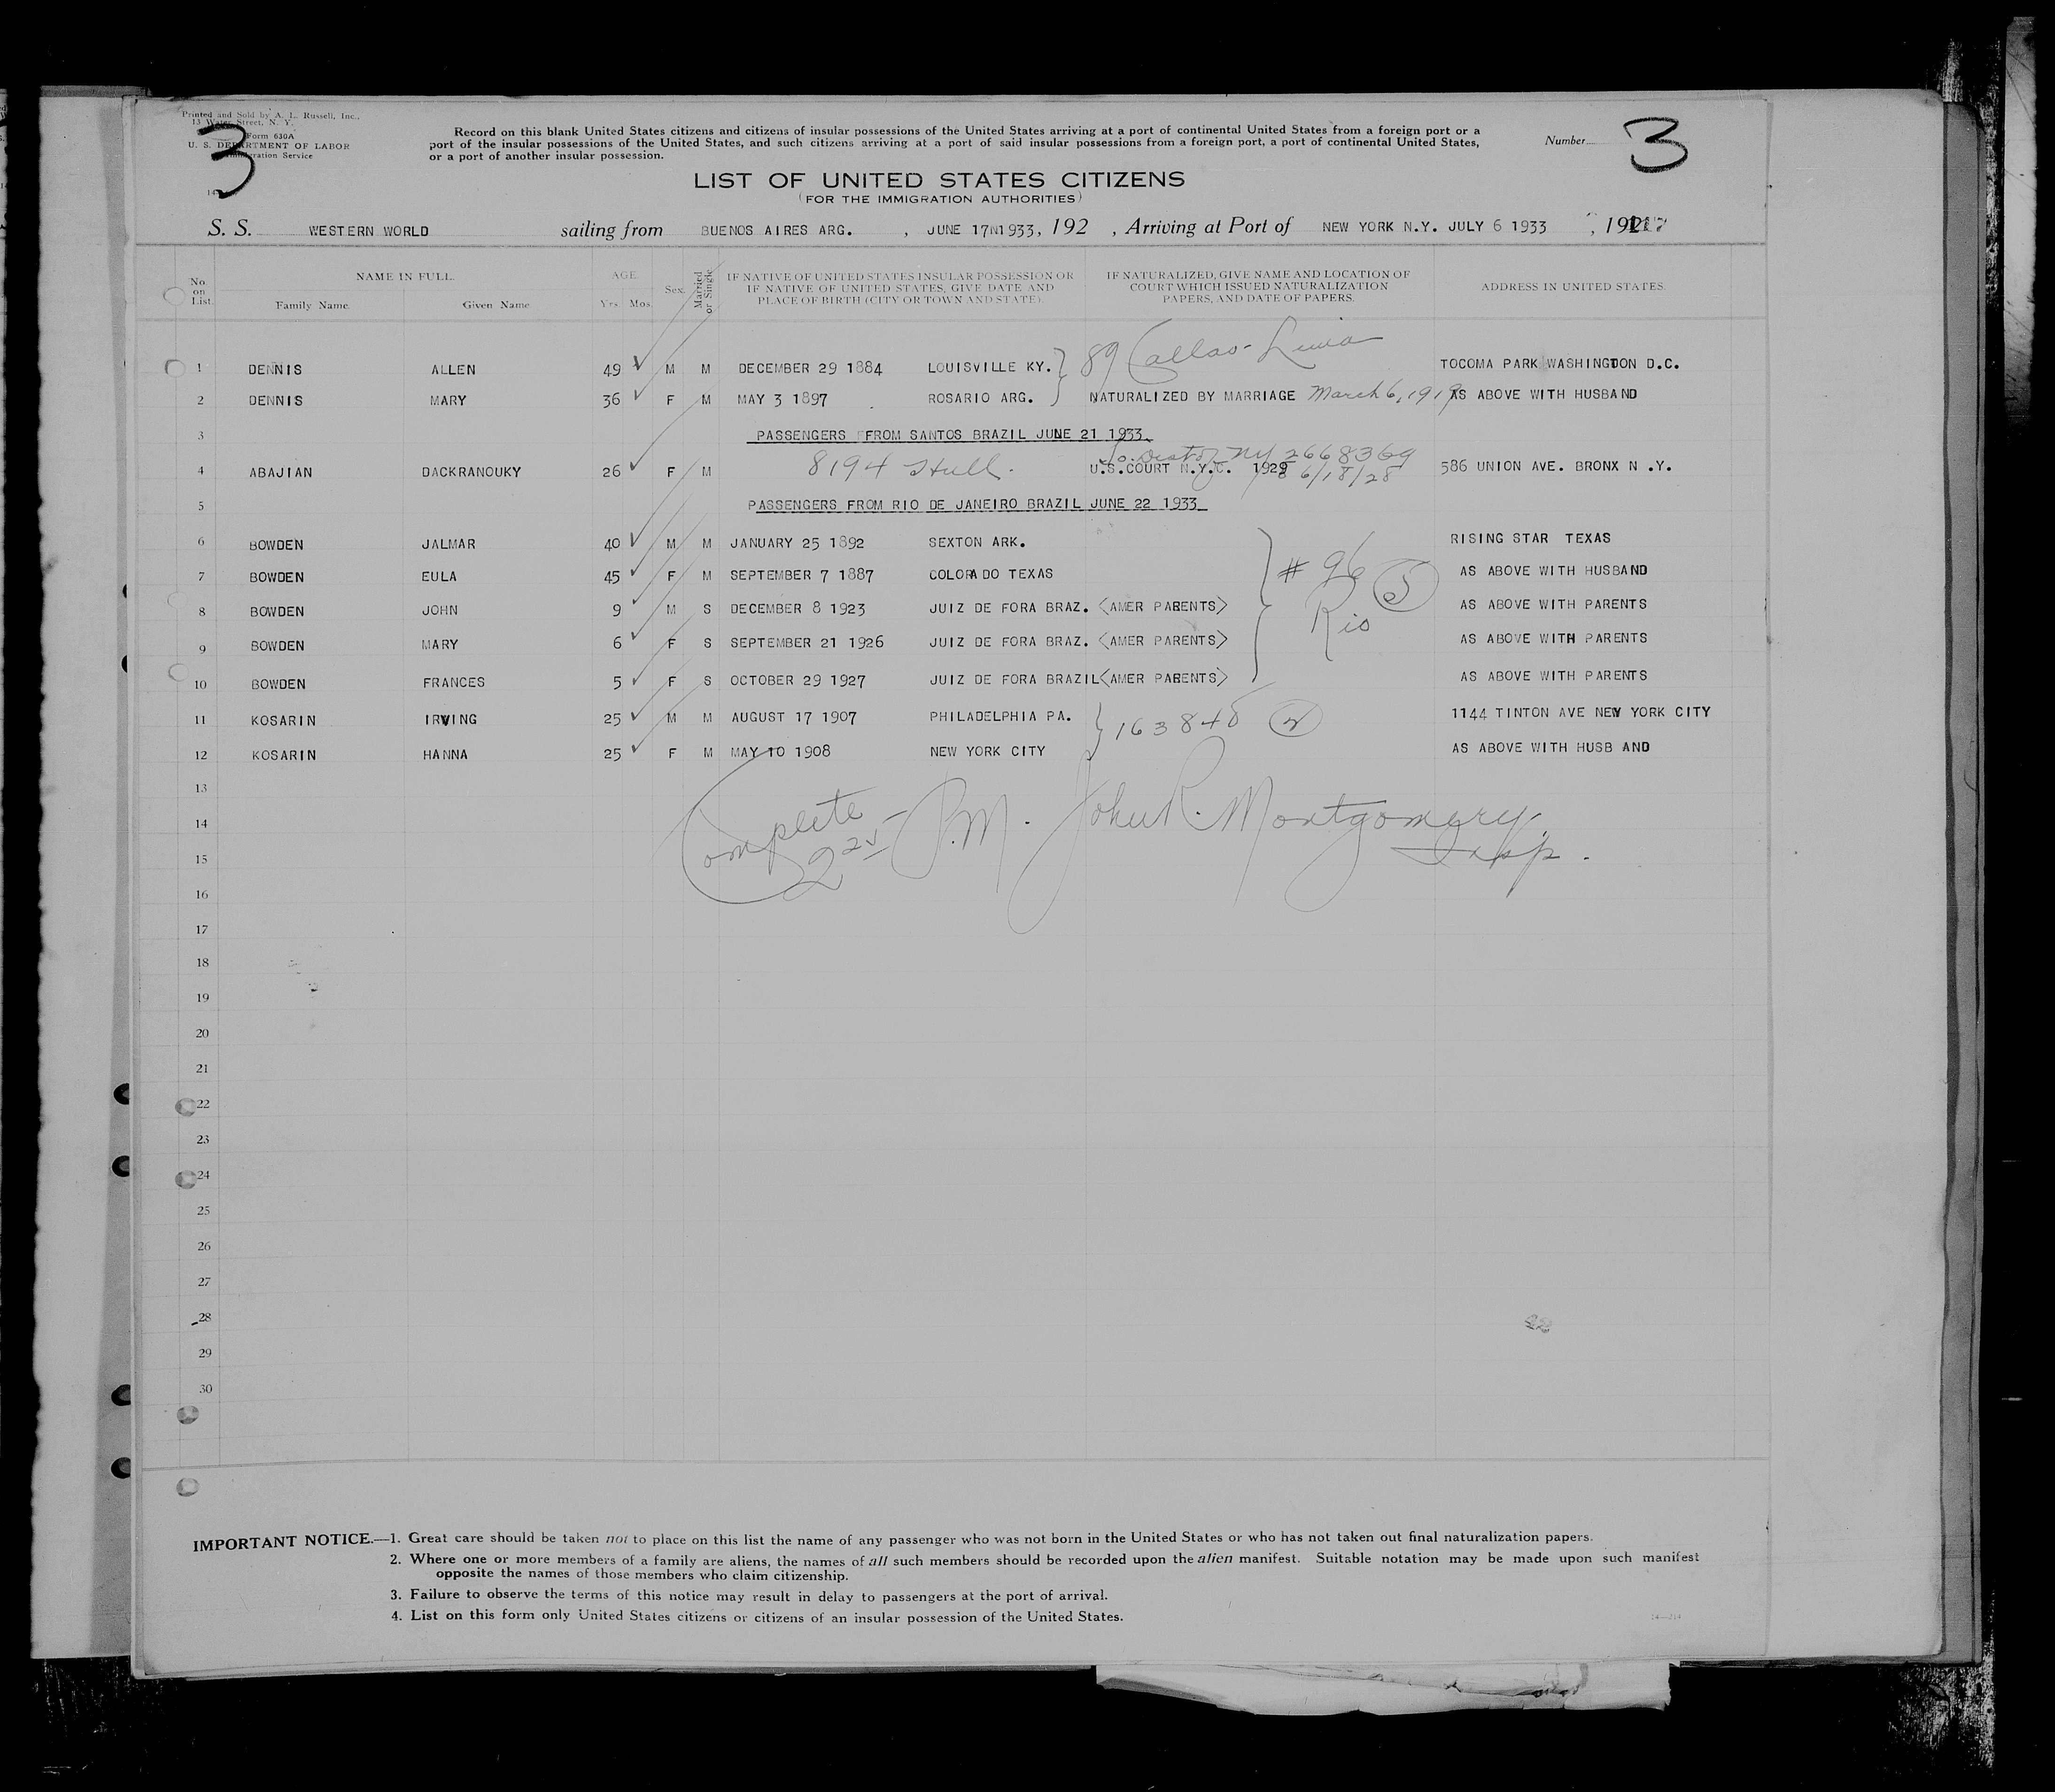 Printed and Sold by A. L. Russell, Inc.,
13 Water Street, N. Y.
Form 630A
U. S. DEPARTMENT OF LABOR
Immigration Service
3
Record on this blank United States citizens and citizens of insular possessions of the United States arriving at a port of continental United States from a foreign port or a
port of the insular possessions of the United States, and such citizens arriving at a port of said insular possessions from a foreign port, a port of continental United States,
or a port of another insular possession.
Number 3
LIST OF UNITED STATES CITIZENS
(FOR THE IMMIGRATION AUTHORITIES)
S. S. WESTERN WORLD sailing from BUENOS AIRES ARG. , JUNE 17N1933, 192 , Arriving at Port of NEW YORK N.Y. JULY 6 1933 , 192
No. on List. NAME IN FULL. Family Name. Given Name AGE Yrs. Mos. Sex. Married or Single IF NATIVE OF UNITED STATES INSULAR POSSESSION OR IF NATIVE OF UNITED STATES, GIVE DATE AND PLACE OF BIRTH (CITY OR TOWN AND STATE). IF NATURALIZED, GIVE NAME AND LOCATION OF COURT WHICH ISSUED NATURALIZATION PAPERS, AND DATE OF PAPERS. ADDRESS IN UNITED STATES.
1 DENNIS ALLEN 49 ✓ M M DECEMBER 29 1884 LOUISVILLE KY. } 89 Callao-Lima TOCOMA PARK WASHINGTON D.C.
2 DENNIS MARY 36 ✓ F M MAY 3 1897 ROSARIO ARG. NATURALIZED BY MARRIAGE March 6, 1919 AS ABOVE WITH HUSBAND
3 PASSENGERS FROM SANTOS BRAZIL JUNE 21 1933
So. Dist of NY 2668369
4 ABAJIAN DACKRANOUKY 26 ✓ F M 8194 Hull. U.S.COURT N.Y.C. 1928 6/18/28 586 UNION AVE. BRONX N .Y.
5 PASSENGERS FROM RIO DE JANEIRO BRAZIL JUNE 22 1933
6 BOWDEN JALMAR 40 ✓ M M JANUARY 25 1892 SEXTON ARK. RISING STAR TEXAS
7 BOWDEN EULA 45 ✓ F M SEPTEMBER 7 1887 COLORADO TEXAS } # 96 5 AS ABOVE WITH HUSBAND
8 BOWDEN JOHN 9 ✓ M S DECEMBER 8 1923 JUIZ DE FORA BRAZ. <AMER PARENTS> Rio AS ABOVE WITH PARENTS
9 BOWDEN MARY 6 ✓ F S SEPTEMBER 21 1926 JUIZ DE FORA BRAZ. <AMER PARENTS> AS ABOVE WITH PARENTS
10 BOWDEN FRANCES 5 ✓ F S OCTOBER 29 1927 JUIZ DE FORA BRAZIL<AMER PARENTS> AS ABOVE WITH PARENTS
11 KOSARIN IRVING 25 ✓ M M AUGUST 17 1907 PHILADELPHIA PA. } 163848 2 1144 TINTON AVE NEW YORK CITY
12 KOSARIN HANNA 25 ✓ F M MAY 10 1908 NEW YORK CITY AS ABOVE WITH HUSB AND
13
14 Complete 2 25 P.M. John R. Montgomery,
15 Insp.
16
17
18
19
20
21
22
23
24
25
26
27
28
29
30
IMPORTANT NOTICE.—1. Great care should be taken not to place on this list the name of any passenger who was not born in the United States or who has not taken out final naturalization papers.
2. Where one or more members of a family are aliens, the names of all such members should be recorded upon the alien manifest. Suitable notation may be made upon such manifest
opposite the names of those members who claim citizenship.
3. Failure to observe the terms of this notice may result in delay to passengers at the port of arrival.
4. List on this form only United States citizens or citizens of an insular possession of the United States.